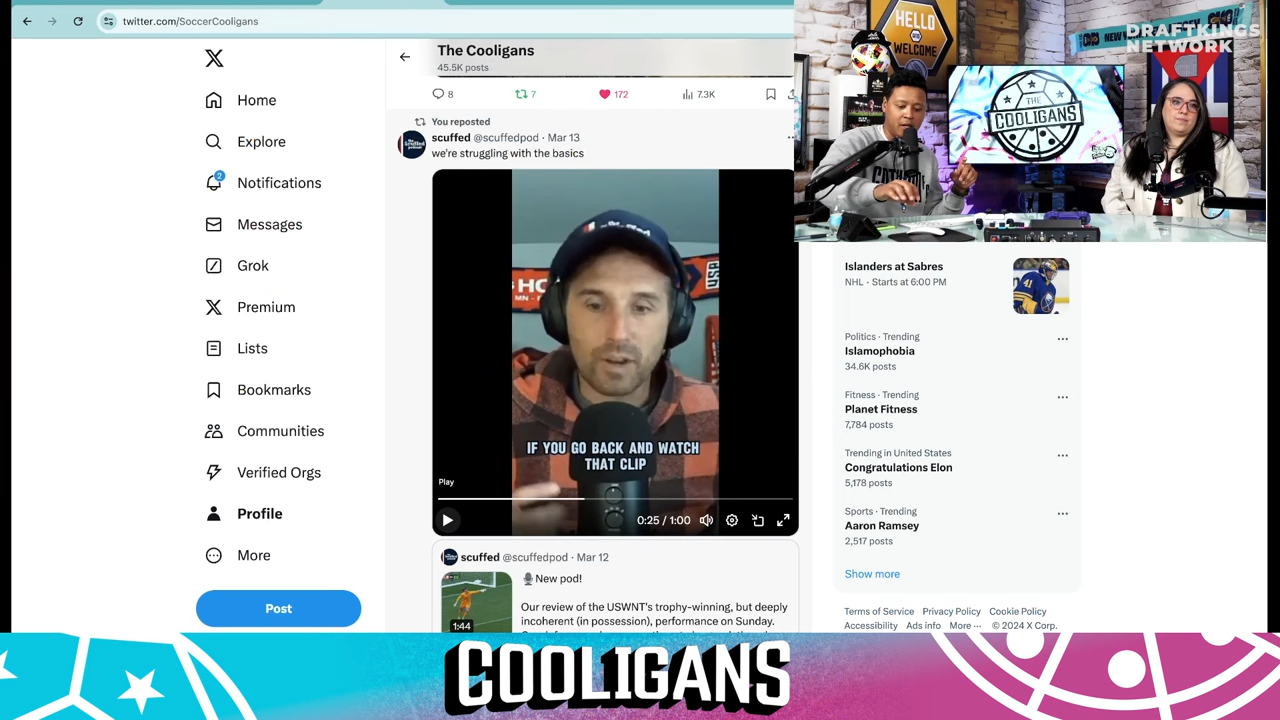 twitter.com/SoccerCooligans
Home
Explore
2
Notifications
Messages
Grok
Premium
Lists
Bookmarks
Communities
Verified Orgs
Profile
More
Post
The Cooligans
45.5K posts
8
7
172
7.3K
You reposted
scuffed @scuffedpod · Mar 13
we're struggling with the basics
IF YOU GO BACK AND WATCH
THAT CLIP
Play
0:25 / 1:00
scuffed @scuffedpod · Mar 12
New pod!
Our review of the USWNT's trophy-winning, but deeply
incoherent (in possession), performance on Sunday.
1:44
HELLO
WELCOME
DRAFTKINGS
NETWORK
THE
COOLIGANS
Islanders at Sabres
NHL · Starts at 6:00 PM
41
Politics · Trending
Islamophobia
34.6K posts
Fitness · Trending
Planet Fitness
7,784 posts
Trending in United States
Congratulations Elon
5,178 posts
Sports · Trending
Aaron Ramsey
2,517 posts
Show more
Terms of Service Privacy Policy Cookie Policy
Accessibility Ads info More ··· © 2024 X Corp.
COOLIGANS